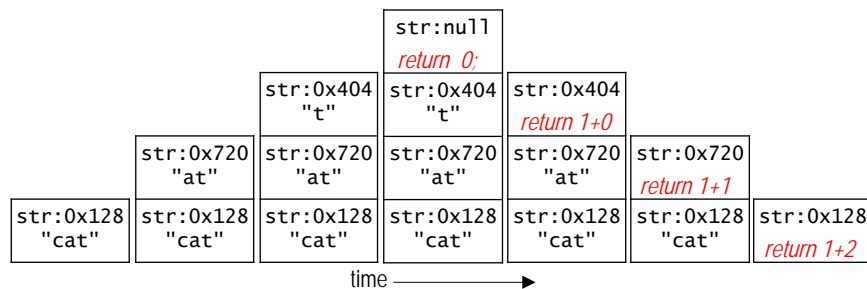 str:null
return 0;
str:0x404 str:0x404 str:0x404
"t" "t" return 1+0
str:0x720 str:0x720 str:0x720 str:0x720 str:0x720
"at" "at" "at" "at" return 1+1
str:0x128 str:0x128 str:0x128 str:0x128 str:0x128 str:0x128 str:0x128
"cat" "cat" "cat" "cat" "cat" "cat" return 1+2
time